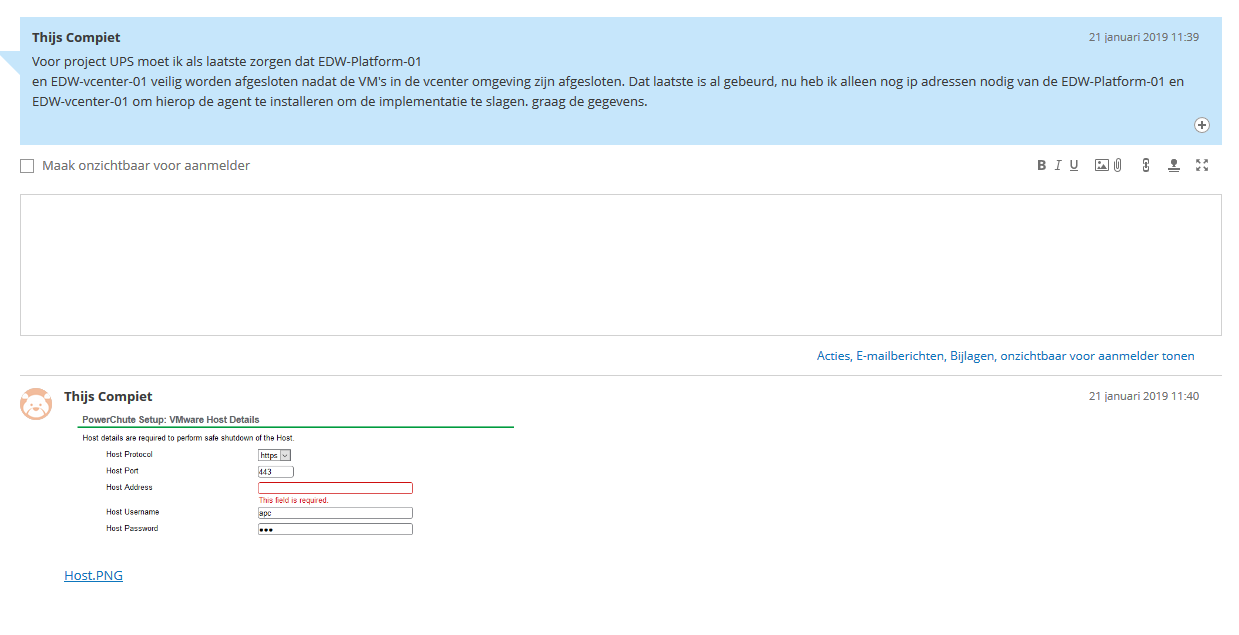 Thijs Compiet
21 januari 2019 11:39
Voor project UPS moet ik als laatste zorgen dat EDW-Platform-01
en EDW-vcenter-01 veilig worden afgesloten nadat de VM's in de vcenter omgeving zijn afgesloten. Dat laatste is al gebeurd, nu heb ik alleen nog ip adressen nodig van de EDW-Platform-01 en
EDW-vcenter-01 om hierop de agent te installeren om de implementatie te slagen. graag de gegevens.
Maak onzichtbaar voor aanmelder
B I U
Acties, E-mailberichten, Bijlagen, onzichtbaar voor aanmelder tonen
Thijs Compiet
21 januari 2019 11:40
PowerChute Setup: VMware Host Details
Host details are required to perform safe shutdown of the Host.
Host Protocol https
Host Port 443
Host Address
This field is required.
Host Username apc
Host Password •••
Host.PNG